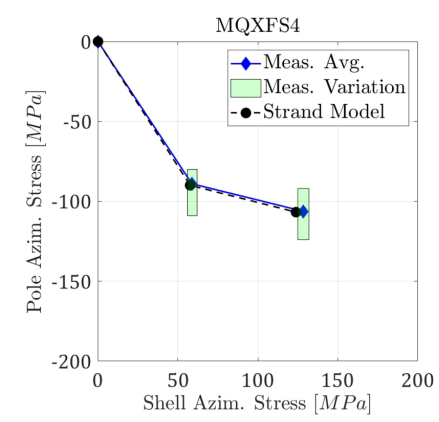 MQXFS4
Meas. Avg.
Meas. Variation
Strand Model
Pole Azim. Stress [MPa]
0
-50
-100
-150
-200
0 50 100 150 200
Shell Azim. Stress [MPa]